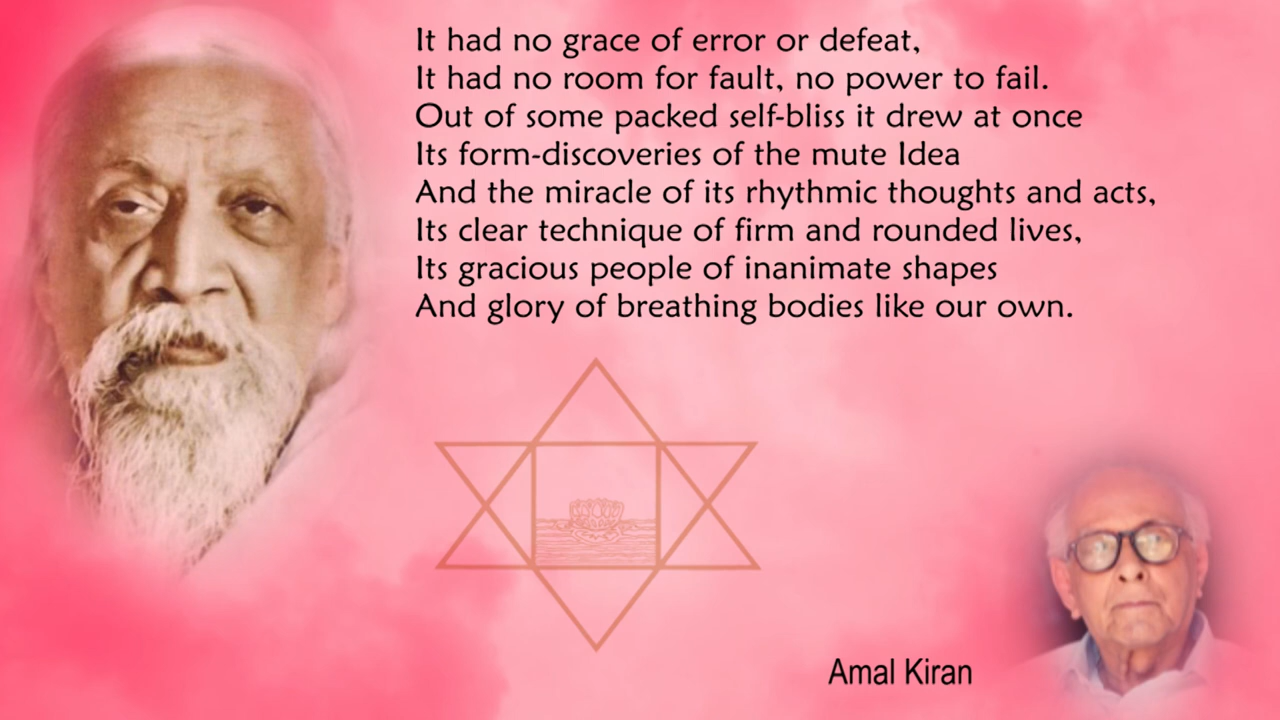 It had no grace of error or defeat,
It had no room for fault, no power to fail.
Out of some packed self-bliss it drew at once
Its form-discoveries of the mute Idea
And the miracle of its rhythmic thoughts and acts,
Its clear technique of firm and rounded lives,
Its gracious people of inanimate shapes
And glory of breathing bodies like our own.
Amal Kiran